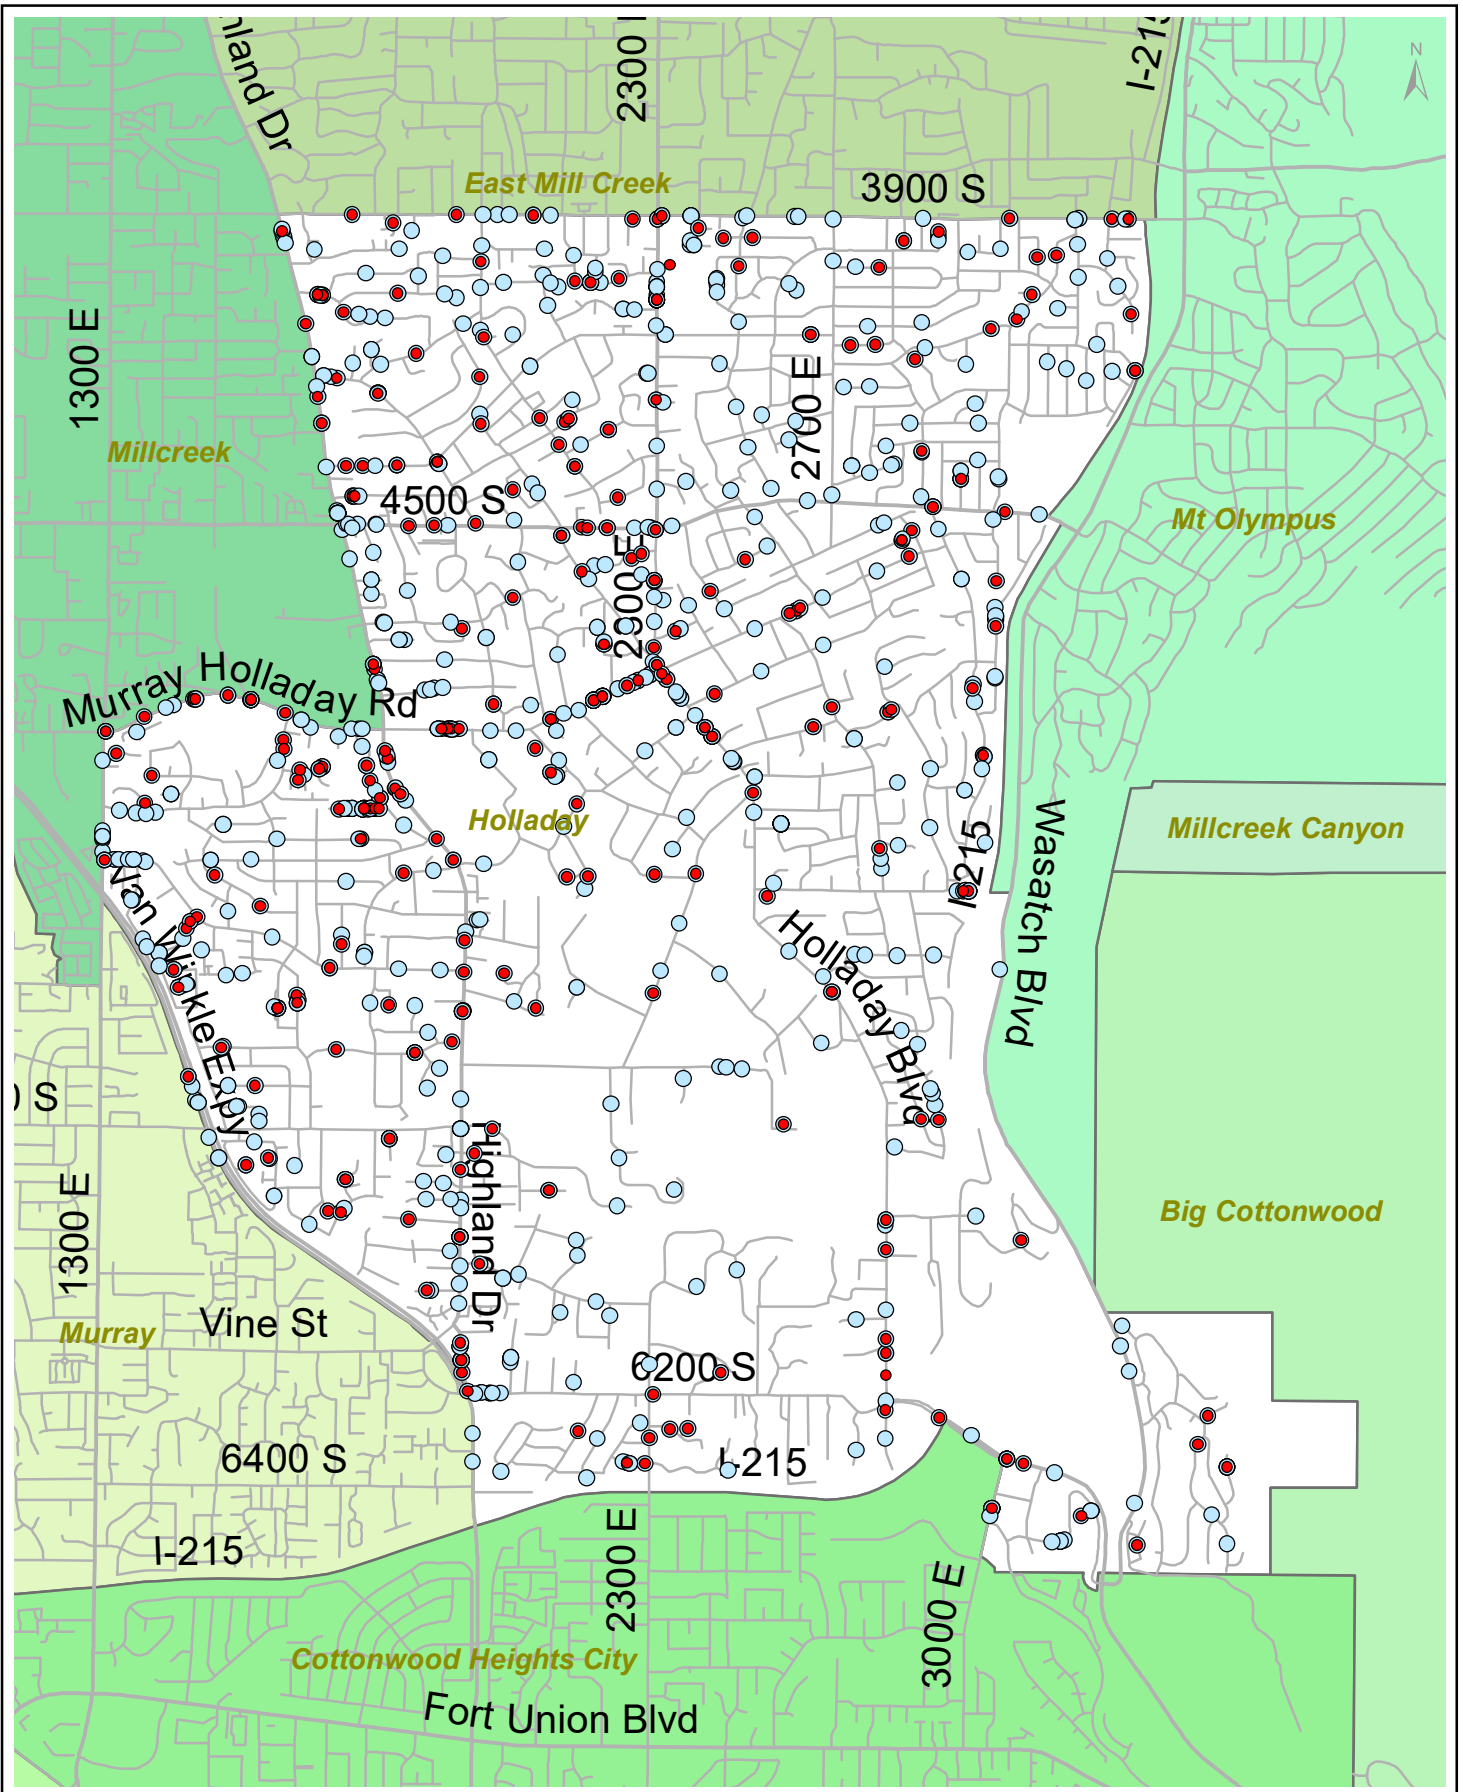 hland Dr
2300 E
I-215
N
East Mill Creek
3900 S
1300 E
2700 E
Millcreek
4500 S
Mt Olympus
2300 E
Murray Holladay Rd
Holladay
Millcreek Canyon
I-215
Wasatch Blvd
Van Winkle Expy
Holladay Blvd
0 S
Highland Dr
1300 E
Big Cottonwood
Vine St
Murray
6200 S
6400 S
I-215
I-215
2300 E
3000 E
Cottonwood Heights City
Fort Union Blvd